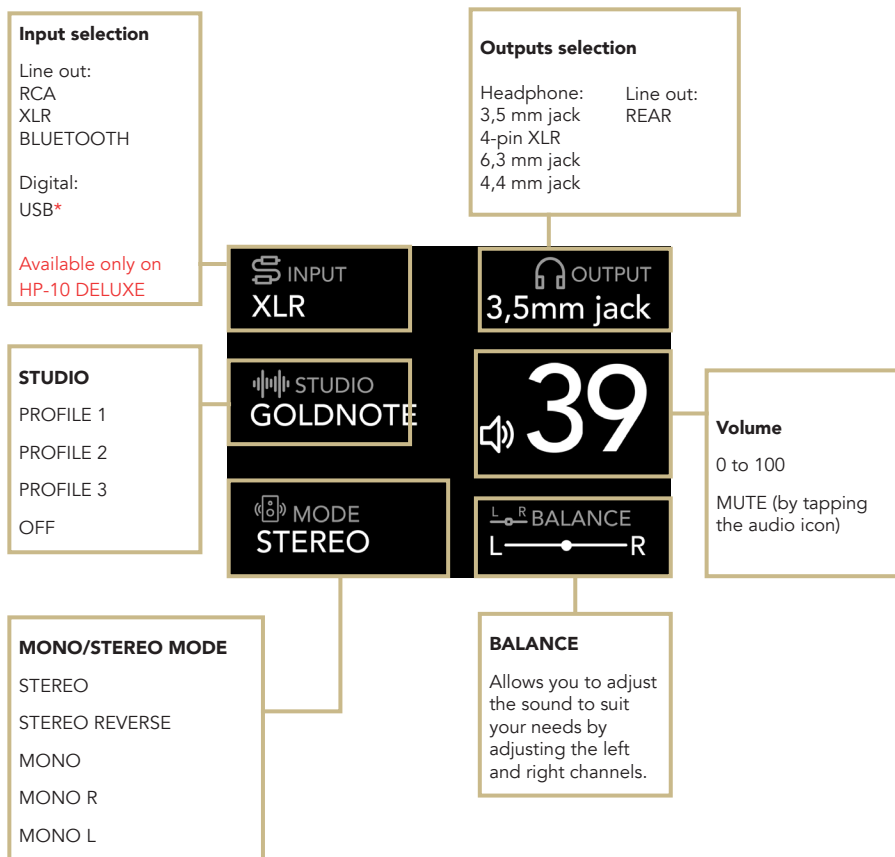 Input selection
Line out:
RCA
XLR
BLUETOOTH
Digital:
USB*
Available only on
HP-10 DELUXE
Outputs selection
Headphone:
3,5 mm jack
4-pin XLR
6,3 mm jack
4,4 mm jack
Line out:
REAR
INPUT
XLR
OUTPUT
3,5mm jack
STUDIO
PROFILE 1
PROFILE 2
PROFILE 3
OFF
STUDIO
GOLDNOTE
39
Volume
0 to 100
MUTE (by tapping
the audio icon)
MODE
STEREO
L R BALANCE
L R
MONO/STEREO MODE
STEREO
STEREO REVERSE
MONO
MONO R
MONO L
BALANCE
Allows you to adjust
the sound to suit
your needs by
adjusting the left
and right channels.